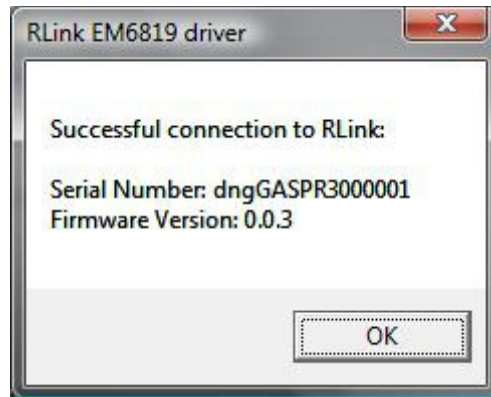 RLink EM6819 driver
Successful connection to RLink:
Serial Number: dngGASPR3000001
Firmware Version: 0.0.3
OK